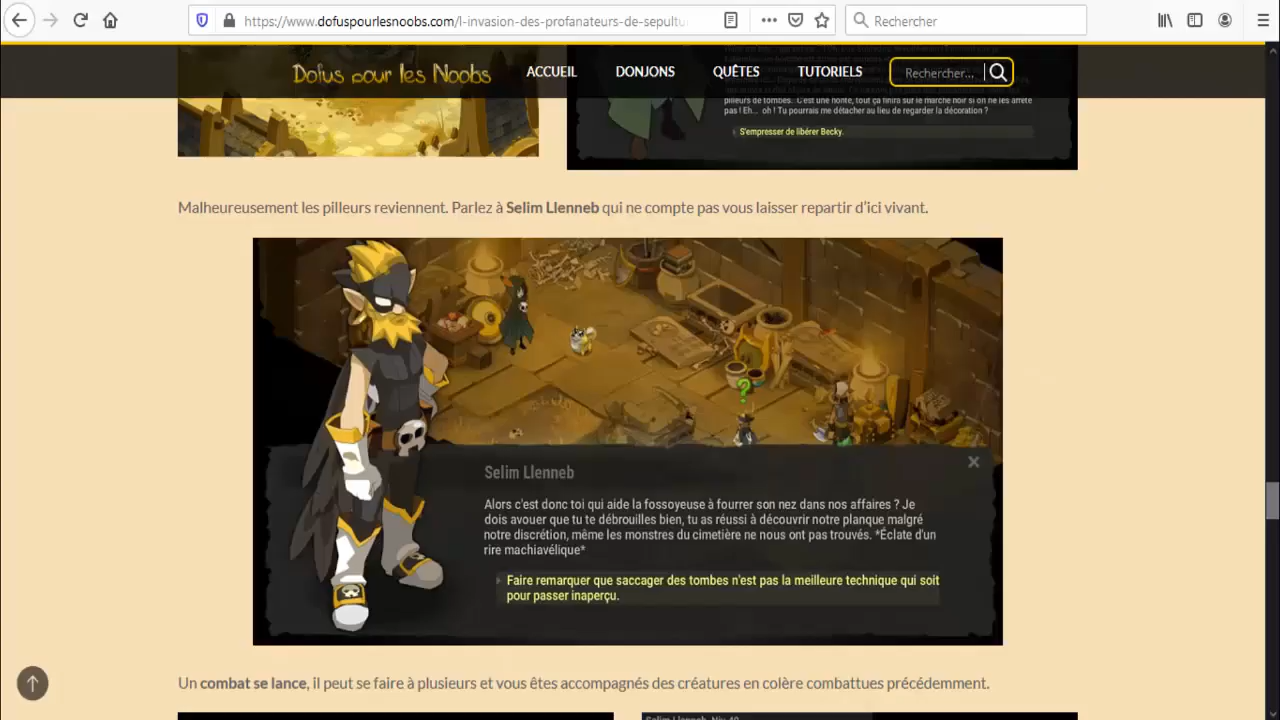 https://www.dofuspourlesnoobs.com/l-invasion-des-profanateurs-de-sepultu
Rechercher
Dofus pour les Noobs
ACCUEIL
DONJONS
QUÊTES
TUTORIELS
Rechercher...
pilleurs de tombes. C'est une honte, tout ça finira sur le marché noir si on ne les arrête
pas ! Eh... oh ! Tu pourrais me détacher au lieu de regarder la décoration ?
S'empresser de libérer Becky.
Malheureusement les pilleurs reviennent. Parlez à Selim Llenneb qui ne compte pas vous laisser repartir d'ici vivant.
Selim Llenneb
Alors c'est donc toi qui aide la fossoyeuse à fourrer son nez dans nos affaires ? Je
dois avouer que tu te débrouilles bien, tu as réussi à découvrir notre planque malgré
notre discrétion, même les monstres du cimetière ne nous ont pas trouvés. *Éclate d'un
rire machiavélique*
Faire remarquer que saccager des tombes n'est pas la meilleure technique qui soit
pour passer inaperçu.
Un combat se lance, il peut se faire à plusieurs et vous êtes accompagnés des créatures en colère combattues précédemment.